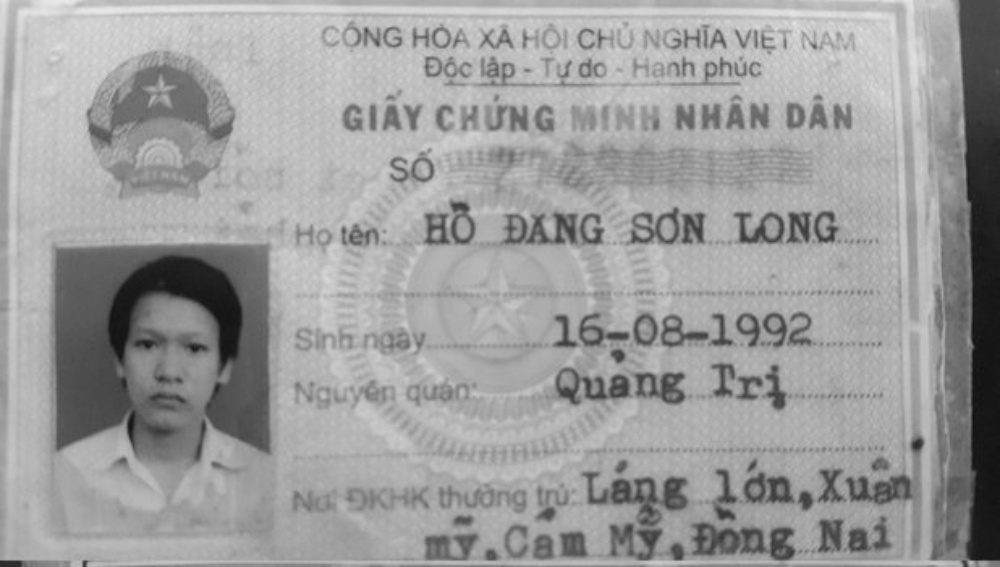 CỘNG HÒA XÃ HỘI CHỦ NGHĨA VIỆT NAM
Độc lập - Tự do - Hạnh phúc
GIẤY CHỨNG MINH NHÂN DÂN
SỐ
Họ tên: HỒ ĐĂNG SƠN LONG
Sinh ngày 16-08-1992
Nguyên quán: Quảng Trị
Nơi ĐKHK thường trú: Láng lớn, Xuân
mỹ, Cẩm Mỹ, Đồng Nai